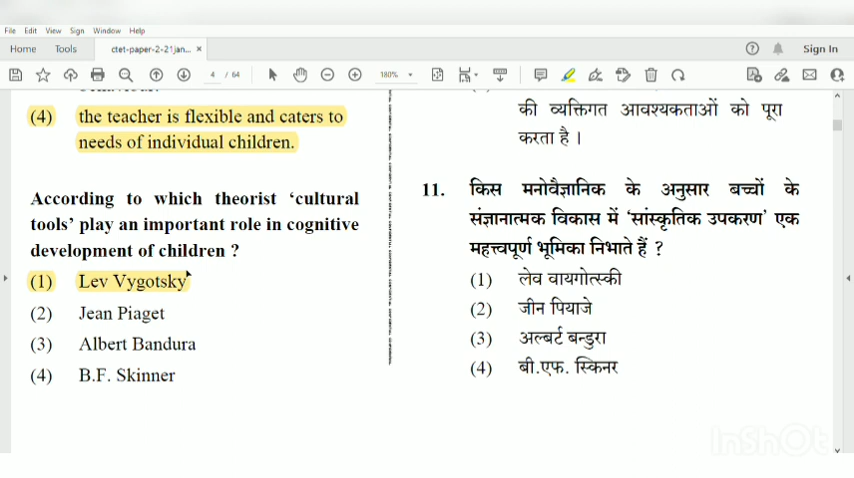 File Edit View Sign Window Help
Home Tools ctet-paper-2-21jan... × Sign In
4 / 64 180%
(4) the teacher is flexible and caters to
needs of individual children.
According to which theorist ‘cultural
tools’ play an important role in cognitive
development of children ?
(1) Lev Vygotsky
(2) Jean Piaget
(3) Albert Bandura
(4) B.F. Skinner
की व्यक्तिगत आवश्यकताओं को पूरा
करता है ।
11. किस मनोवैज्ञानिक के अनुसार बच्चों के
संज्ञानात्मक विकास में ‘सांस्कृतिक उपकरण’ एक
महत्त्वपूर्ण भूमिका निभाते हैं ?
(1) लेव वायगोत्स्की
(2) जीन पियाजे
(3) अल्बर्ट बन्डुरा
(4) बी.एफ. स्किनर
InShOt